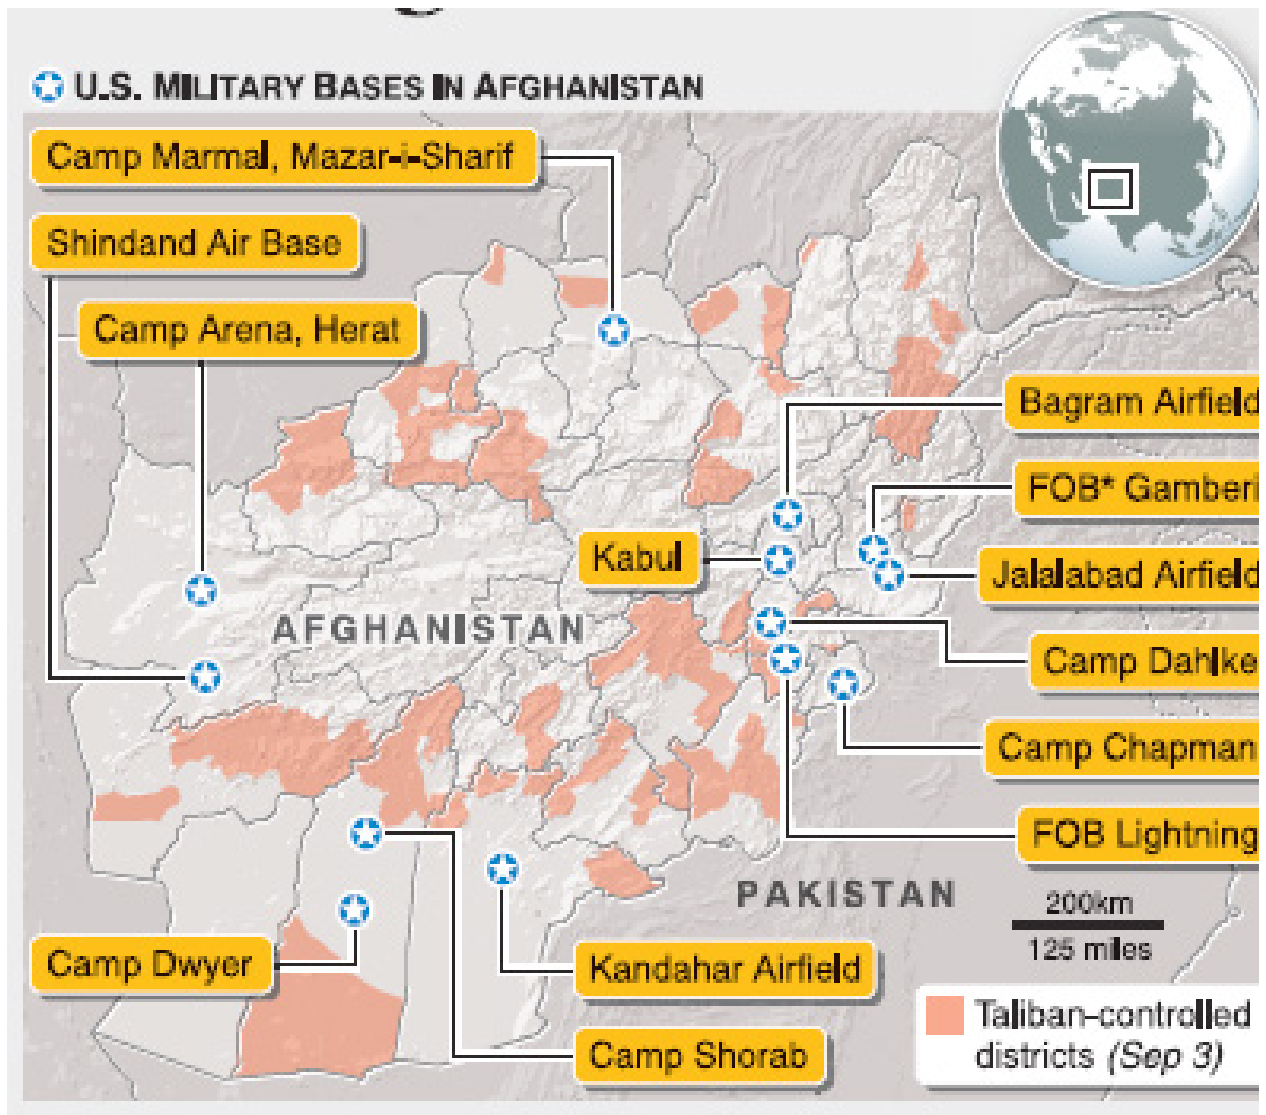 U.S. MILITARY BASES IN AFGHANISTAN
Camp Marmal, Mazar-i-Sharif
Shindand Air Base
Camp Arena, Herat
Bagram Airfield
FOB* Gamberi
Kabul
Jalalabad Airfield
AFGHANISTAN
Camp Dahlke
Camp Chapman
FOB Lightning
PAKISTAN
200km
125 miles
Camp Dwyer
Kandahar Airfield
Camp Shorab
Taliban-controlled
districts (Sep 3)